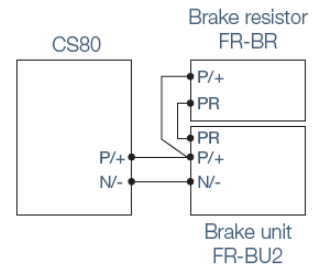 Brake resistor
FR-BR
CS80
P/+
PR
PR
P/+ P/+
N/- N/-
Brake unit
FR-BU2